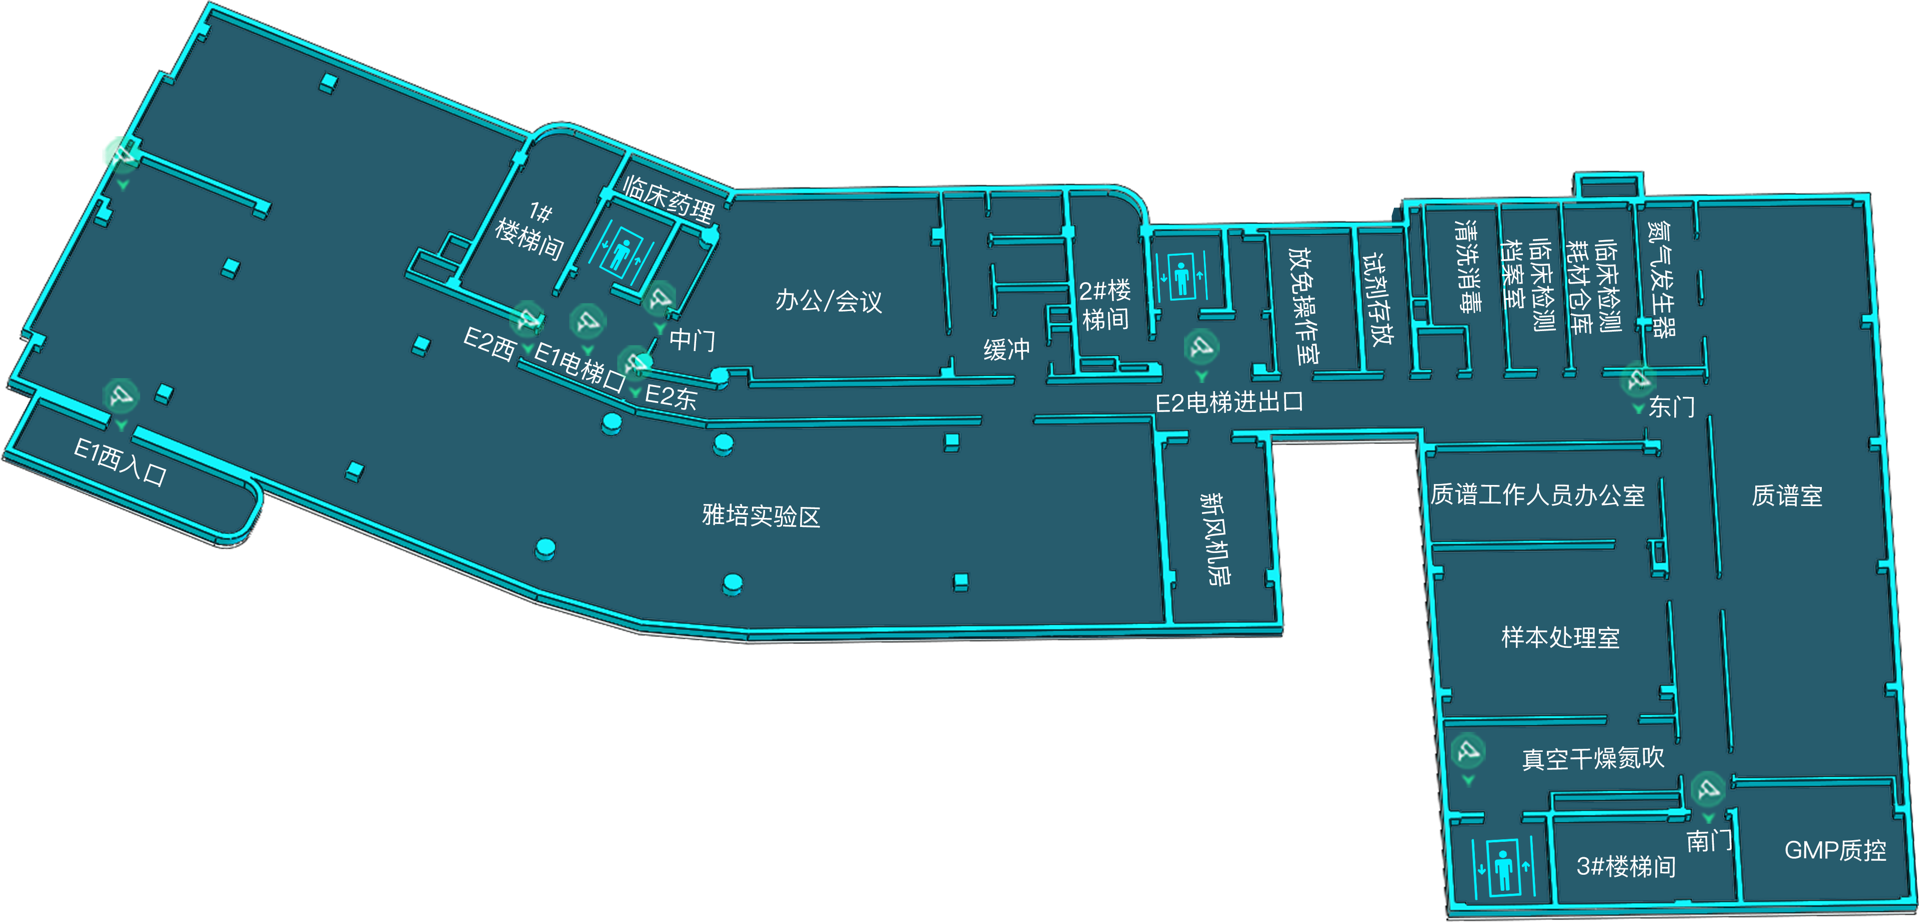 临床药理
1#
楼梯间
办公/会议
中门
E2西
E1电梯口
E2东
缓冲
2#楼
梯间
E2电梯进出口
放免操作室
试剂存放
清洗消毒
临床检测
档案室
临床检测
耗材仓库
氮气发生器
东门
E1西入口
雅培实验区
新风机房
质谱工作人员办公室
质谱室
样本处理室
真空干燥氮吹
南门
3#楼梯间
GMP质控